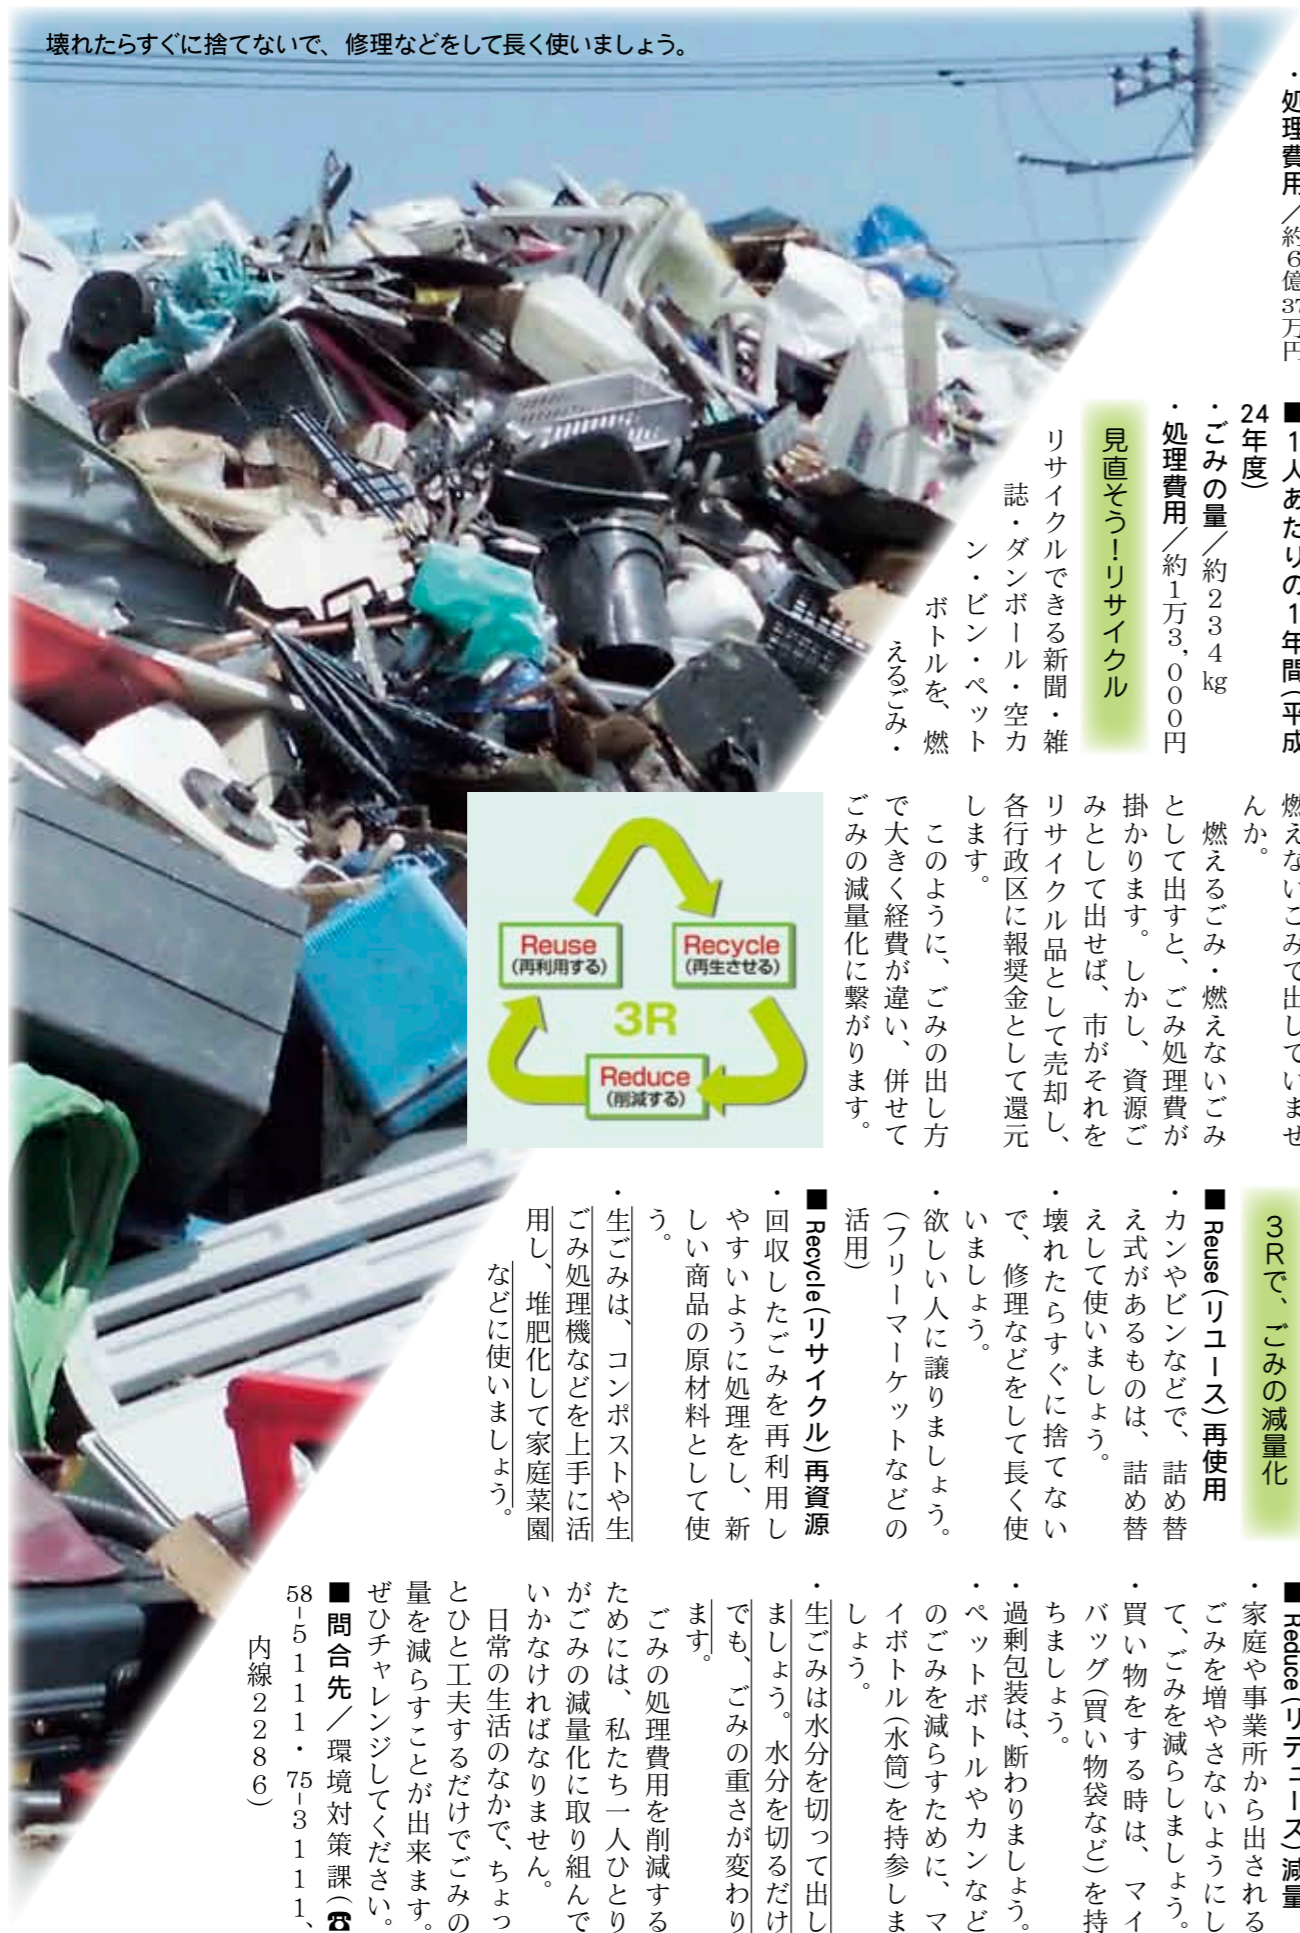 壊れたらすぐに捨てないで、修理などをして長く使いましょう。
・処理費用／約６億37万円
■１人あたりの１年間(平成
24年度)
・ごみの量／約２３４㎏
・処理費用／約１万３,０００円
見直そう！リサイクル
リサイクルできる新聞・雑
誌・ダンボール・空カ
ン・ビン・ペット
ボトルを、燃
えるごみ・
燃えないごみで出していませ
んか。
燃えるごみ・燃えないごみ
として出すと、ごみ処理費が
掛かります。しかし、資源ご
みとして出せば、市がそれを
リサイクル品として売却し、
各行政区に報奨金として還元
します。
このように、ごみの出し方
で大きく経費が違い、併せて
ごみの減量化に繋がります。
Reuse
(再利用する)
Recycle
(再生させる)
3R
Reduce
(削減する)
３Ｒで、ごみの減量化
■Reuse(リユース)再使用
・カンやビンなどで、詰め替
え式があるものは、詰め替
えして使いましょう。
・壊れたらすぐに捨てない
で、修理などをして長く使
いましょう。
・欲しい人に譲りましょう。
(フリーマーケットなどの
活用)
■Recycle(リサイクル)再資源
・回収したごみを再利用し
やすいように処理をし、新
しい商品の原材料として使
う。
・生ごみは、コンポストや生
ごみ処理機などを上手に活
用し、堆肥化して家庭菜園
などに使いましょう。
■Reduce(リデュース)減量
・家庭や事業所から出される
ごみを増やさないようにし
て、ごみを減らしましょう。
・買い物をする時は、マイ
バッグ(買い物袋など)を持
ちましょう。
・過剰包装は、断わりましょう。
・ペットボトルやカンなど
のごみを減らすために、マ
イボトル(水筒)を持参しま
しょう。
・生ごみは水分を切って出し
ましょう。水分を切るだけ
でも、ごみの重さが変わり
ます。
ごみの処理費用を削減する
ためには、私たち一人ひとり
がごみの減量化に取り組んで
いかなければなりません。
日常の生活のなかで、ちょっ
とひと工夫するだけでごみの
量を減らすことが出来ます。
ぜひチャレンジしてください。
■問合先／環境対策課(☎
58-５１１１・75-３１１１、
内線２２８６)